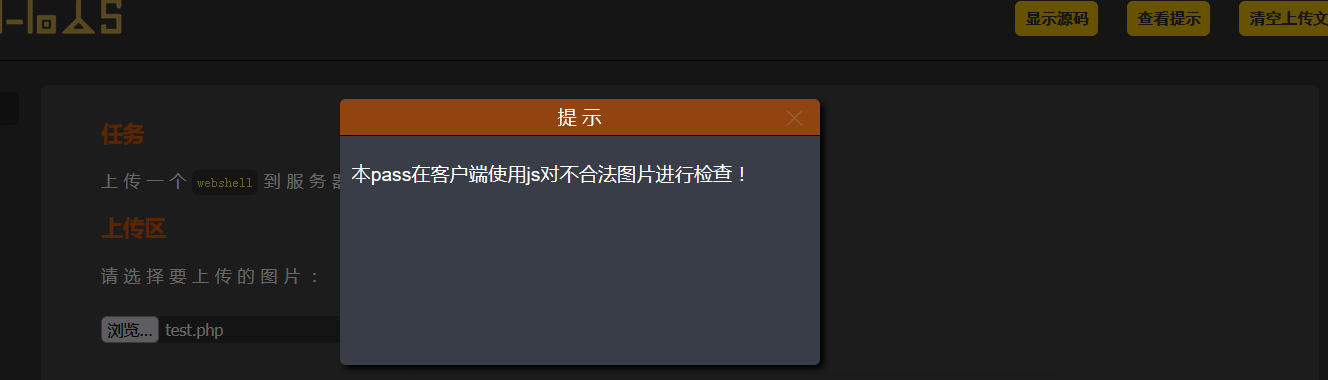 显示源码 查看提示 清空上传文
提 示
任务
本pass在客户端使用js对不合法图片进行检查！
上传一个 webshell 到服务器
上传区
请选择要上传的图片：
浏览... test.php